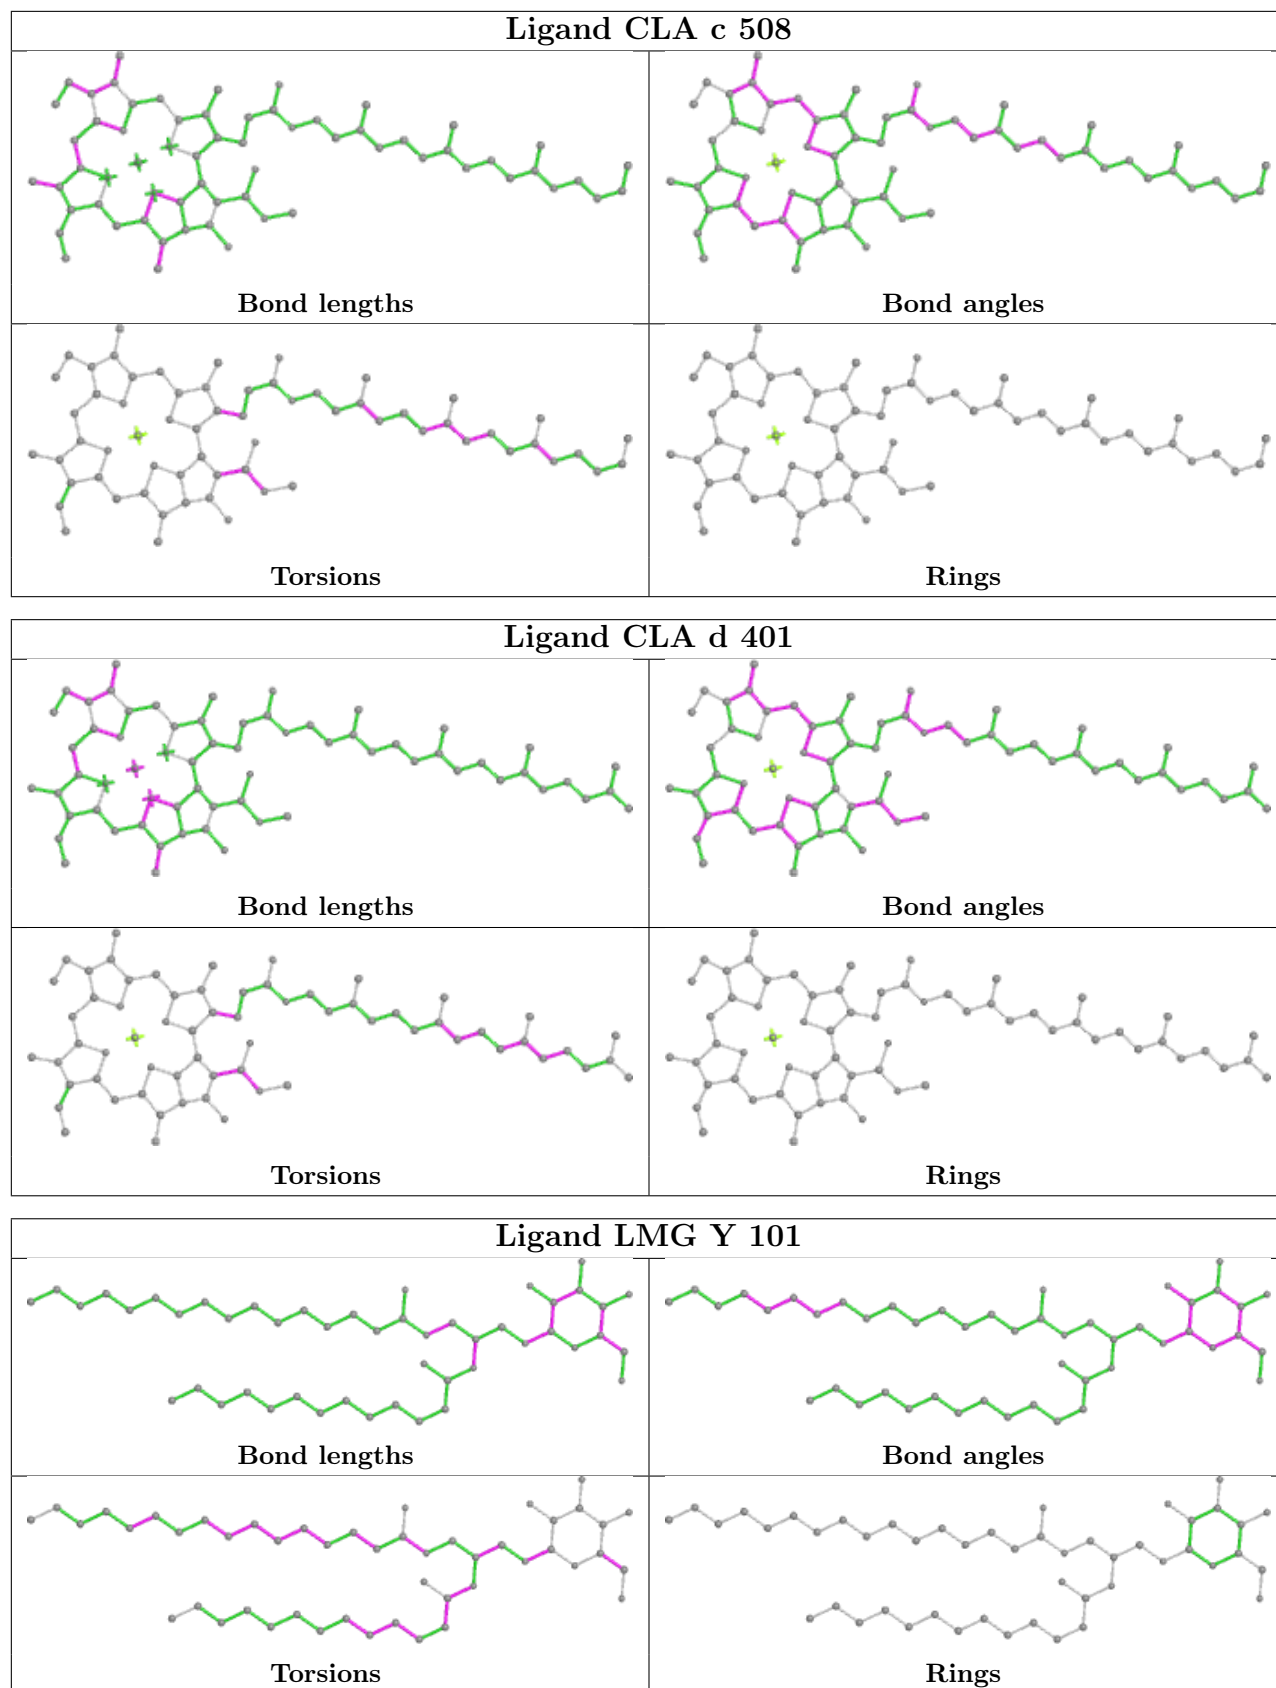 Ligand CLA c 508
Bond lengths
Bond angles
Torsions
Rings
Ligand CLA d 401
Bond lengths
Bond angles
Torsions
Rings
Ligand LMG Y 101
Bond lengths
Bond angles
Torsions
Rings